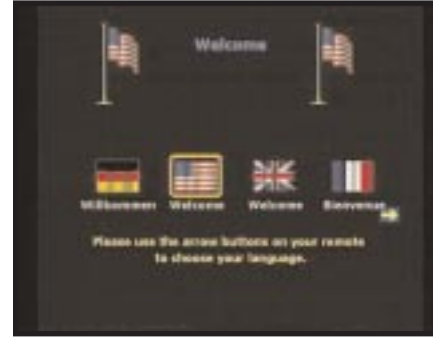 Welcome
Willkommen Welcome Welcome Bienvenue
Please use the arrow buttons on your remote
to choose your language.